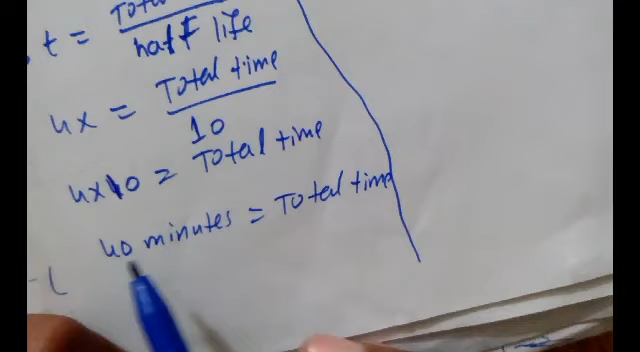 t = Total
half life
4x = Total time
10
4x10 = Total time
40 minutes = Total time